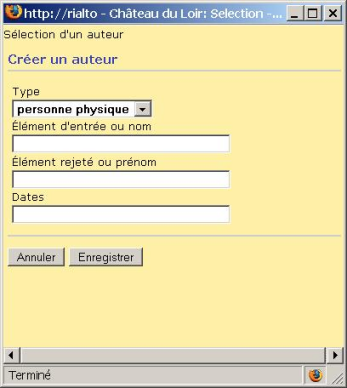 http://rialto - Château du Loir: Selection -...
Sélection d'un auteur
Créer un auteur
Type
personne physique
Élément d'entrée ou nom
Élément rejeté ou prénom
Dates
Annuler Enregistrer
Terminé